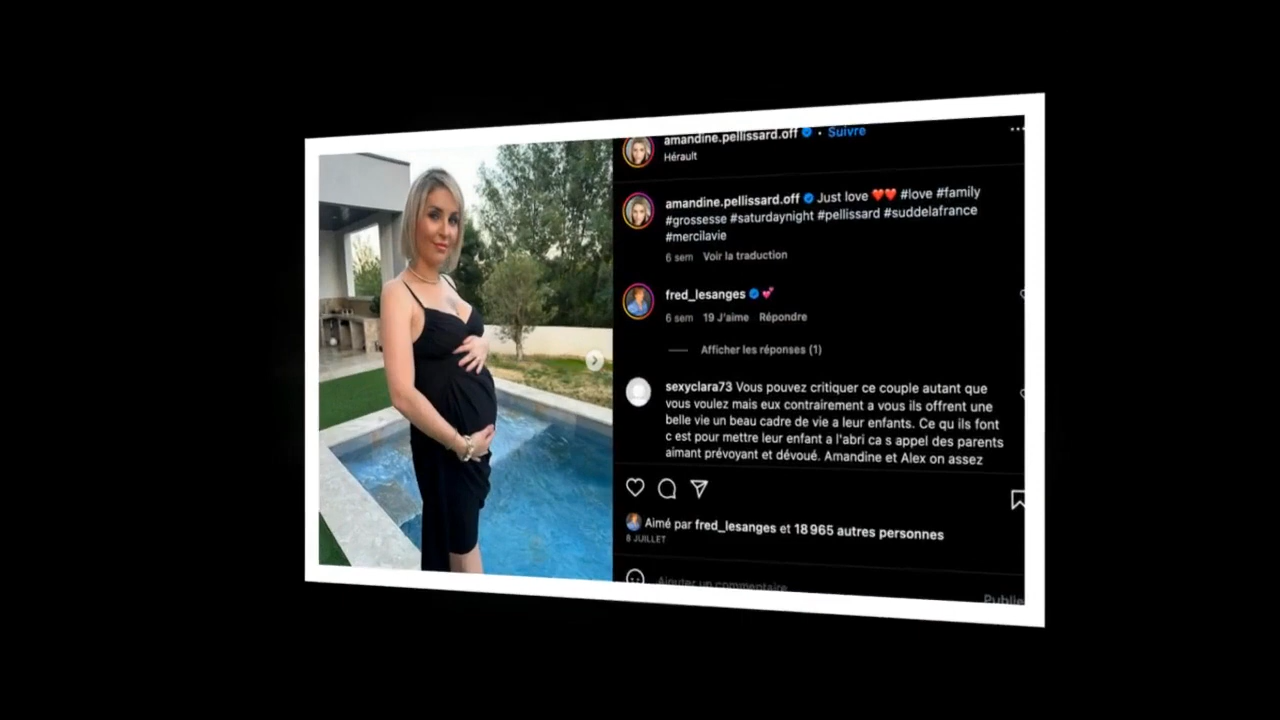 amandine.pellissard.off • Suivre
Hérault
...
amandine.pellissard.off Just love ❤️❤️ #love #family
#grossesse #saturdaynight #pellissard #suddelafrance
#mercilavie
6 sem Voir la traduction
fred_lesanges 💕
6 sem 19 J'aime Répondre
Afficher les réponses (1)
sexyclara73 Vous pouvez critiquer ce couple autant que
vous voulez mais eux contrairement a vous ils offrent une
belle vie un beau cadre de vie a leur enfants. Ce qu ils font
c est pour mettre leur enfant a l'abri ca s appel des parents
aimant prévoyant et dévoué. Amandine et Alex on assez
Aimé par fred_lesanges et 18 965 autres personnes
8 JUILLET
Ajouter un commentaire
Publie